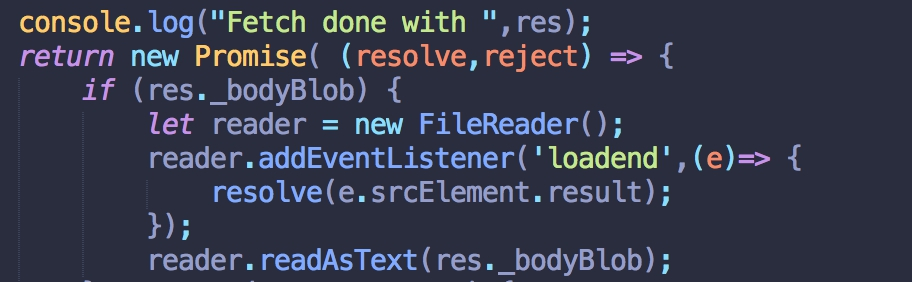 console.log("Fetch done with ",res);
return new Promise( (resolve,reject) => {
if (res._bodyBlob) {
let reader = new FileReader();
reader.addEventListener('loadend',(e)=> {
resolve(e.srcElement.result);
});
reader.readAsText(res._bodyBlob);